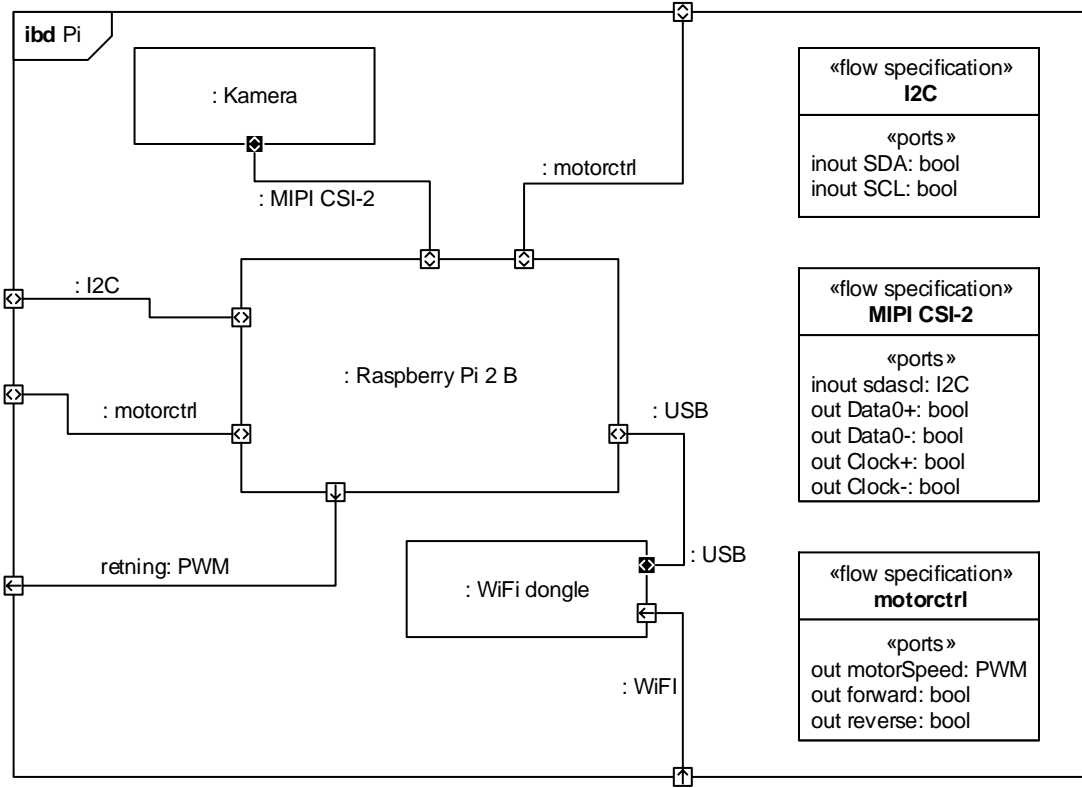 ibd Pi
: Kamera
: MIPI CSI-2
: motorctrl
: I2C
: Raspberry Pi 2 B
: motorctrl
: USB
retning: PWM
: USB
: WiFi dongle
: WiFI
«flow specification»
I2C
«ports»
inout SDA: bool
inout SCL: bool
«flow specification»
MIPI CSI-2
«ports»
inout sdascl: I2C
out Data0+: bool
out Data0-: bool
out Clock+: bool
out Clock-: bool
«flow specification»
motorctrl
«ports»
out motorSpeed: PWM
out forward: bool
out reverse: bool